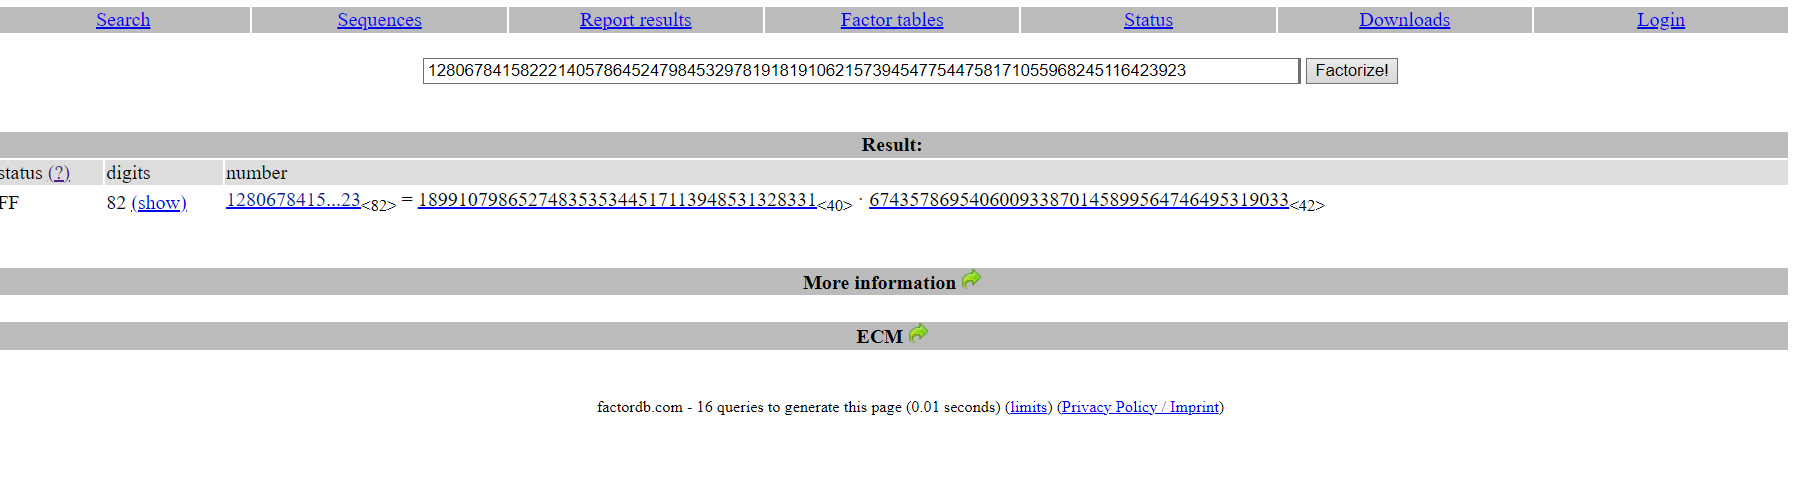 Search Sequences Report results Factor tables Status Downloads Login
1280678415822214057864524798453297819181910621573945477544758171055968245116423923 Factorize!
Result:
status (?) digits number
FF 82 (show) 1280678415...23<82> = 1899107986527483535344517113948531328331<40> · 674357869540600933870145899564746495319033<42>
More information
ECM
factordb.com - 16 queries to generate this page (0.01 seconds) (limits) (Privacy Policy / Imprint)